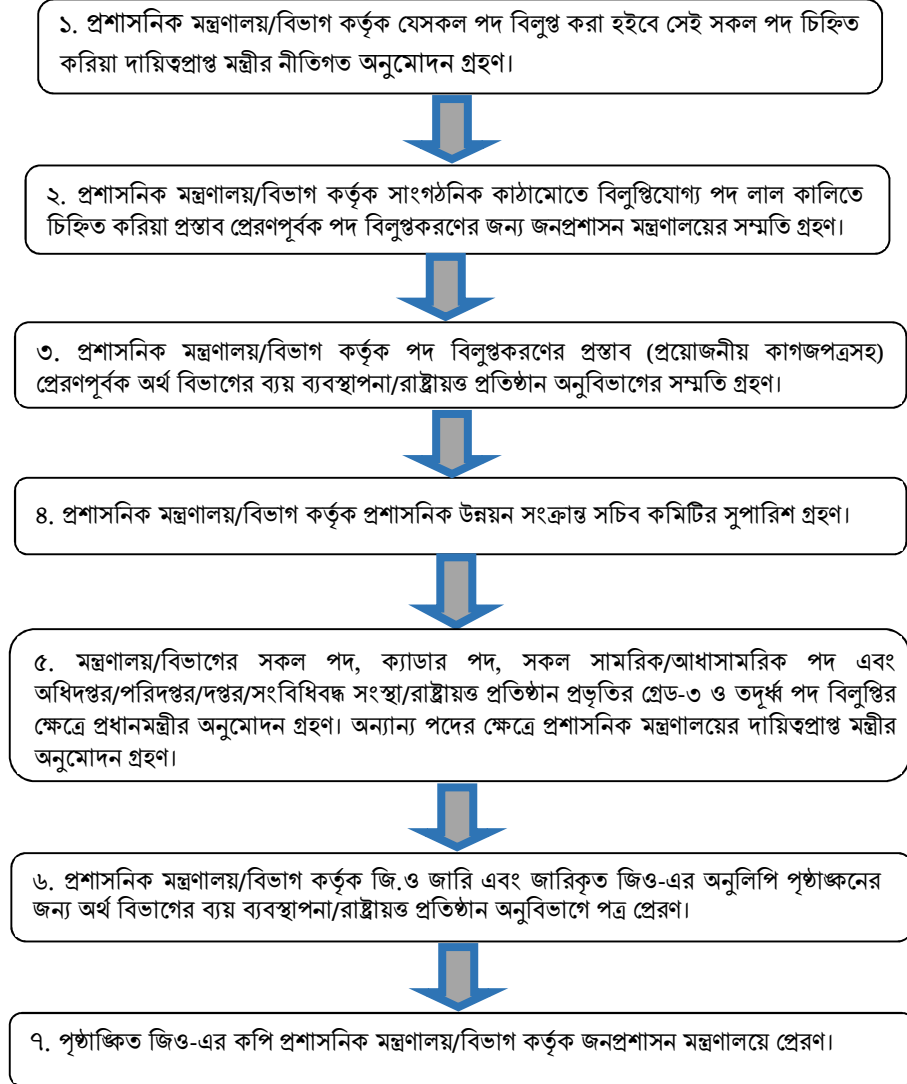 ১. প্রশাসনিক মন্ত্রণালয়/বিভাগ কর্তৃক যেসকল পদ বিলুপ্ত করা হইবে সেই সকল পদ চিহ্নিত
করিয়া দায়িত্বপ্রাপ্ত মন্ত্রীর নীতিগত অনুমোদন গ্রহণ।
২. প্রশাসনিক মন্ত্রণালয়/বিভাগ কর্তৃক সাংগঠনিক কাঠামোতে বিলুপ্তিযোগ্য পদ লাল কালিতে
চিহ্নিত করিয়া প্রস্তাব প্রেরণপূর্বক পদ বিলুপ্তকরণের জন্য জনপ্রশাসন মন্ত্রণালয়ের সম্মতি গ্রহণ।
৩. প্রশাসনিক মন্ত্রণালয়/বিভাগ কর্তৃক পদ বিলুপ্তকরণের প্রস্তাব (প্রয়োজনীয় কাগজপত্রসহ)
প্রেরণপূর্বক অর্থ বিভাগের ব্যয় ব্যবস্থাপনা/রাষ্ট্রায়ত্ত প্রতিষ্ঠান অনুবিভাগের সম্মতি গ্রহণ।
৪. প্রশাসনিক মন্ত্রণালয়/বিভাগ কর্তৃক প্রশাসনিক উন্নয়ন সংক্রান্ত সচিব কমিটির সুপারিশ গ্রহণ।
৫. মন্ত্রণালয়/বিভাগের সকল পদ, ক্যাডার পদ, সকল সামরিক/আধাসামরিক পদ এবং
অধিদপ্তর/পরিদপ্তর/দপ্তর/সংবিধিবদ্ধ সংস্থা/রাষ্ট্রায়ত্ত প্রতিষ্ঠান প্রভৃতির গ্রেড-৩ ও তদূর্ধ্ব পদ বিলুপ্তির
ক্ষেত্রে প্রধানমন্ত্রীর অনুমোদন গ্রহণ। অন্যান্য পদের ক্ষেত্রে প্রশাসনিক মন্ত্রণালয়ের দায়িত্বপ্রাপ্ত মন্ত্রীর
অনুমোদন গ্রহণ।
৬. প্রশাসনিক মন্ত্রণালয়/বিভাগ কর্তৃক জি.ও জারি এবং জারিকৃত জিও-এর অনুলিপি পৃষ্ঠাঙ্কনের
জন্য অর্থ বিভাগের ব্যয় ব্যবস্থাপনা/রাষ্ট্রায়ত্ত প্রতিষ্ঠান অনুবিভাগে পত্র প্রেরণ।
৭. পৃষ্ঠাঙ্কিত জিও-এর কপি প্রশাসনিক মন্ত্রণালয়/বিভাগ কর্তৃক জনপ্রশাসন মন্ত্রণালয়ে প্রেরণ।